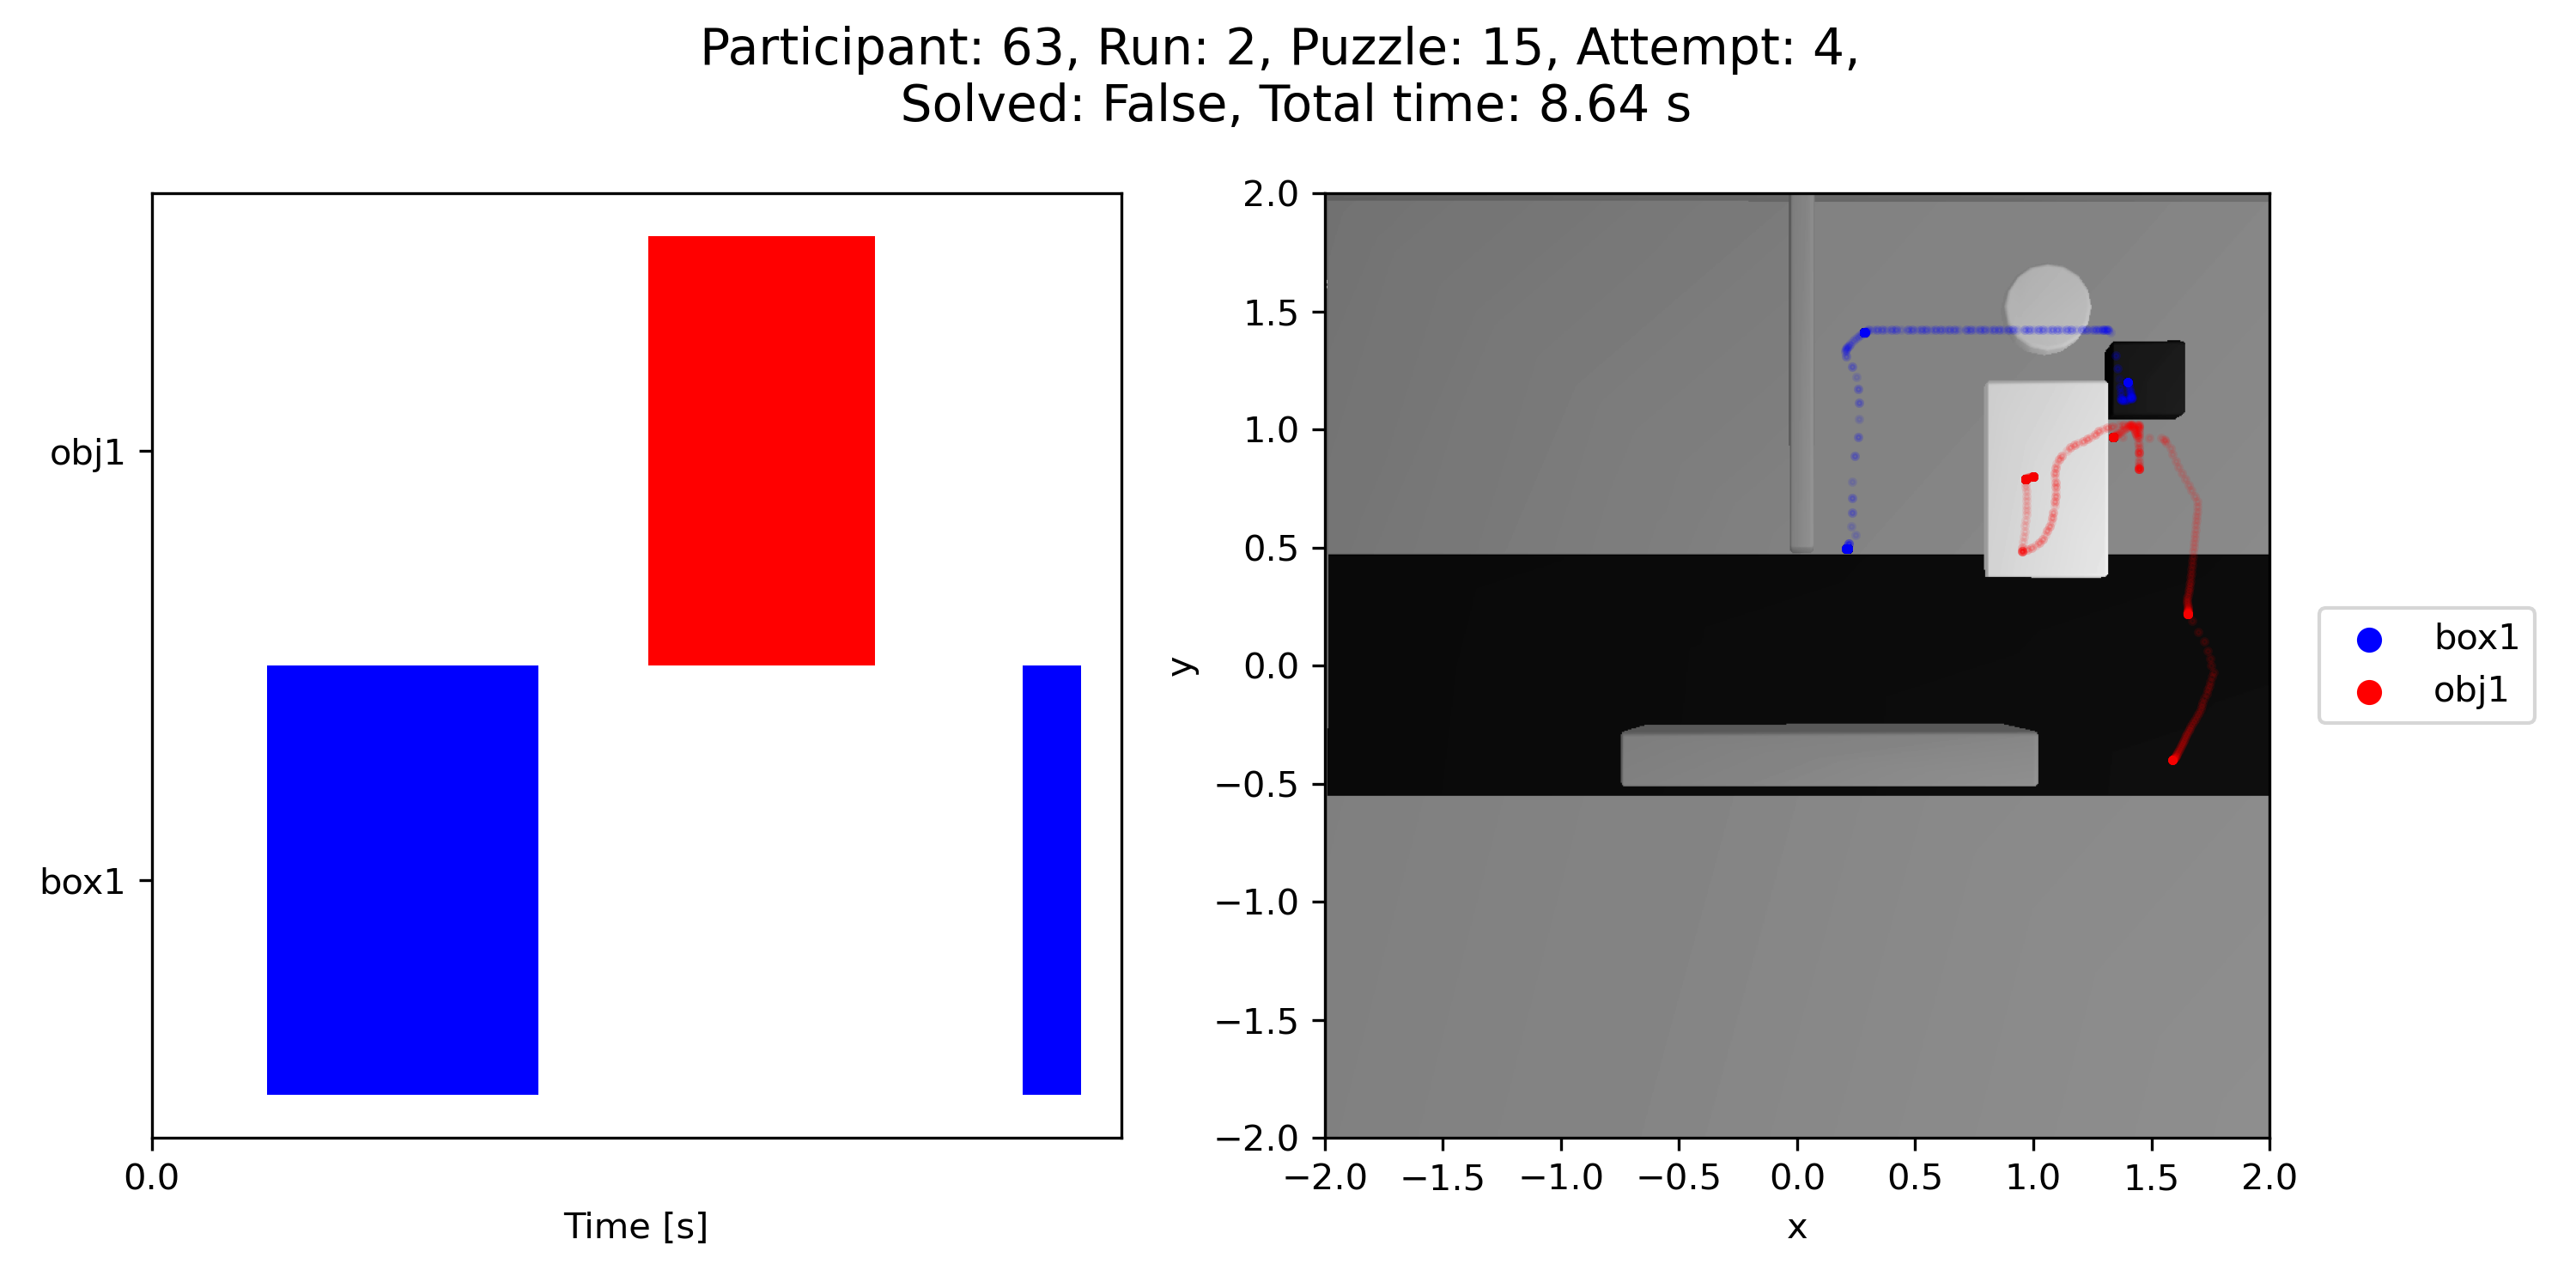 Participant: 63, Run: 2, Puzzle: 15, Attempt: 4,
Solved: False, Total time: 8.64 s
obj1
box1
0.0
Time [s]
2.0
1.5
1.0
0.5
0.0
−0.5
−1.0
−1.5
−2.0
y
−2.0 −1.5 −1.0 −0.5 0.0 0.5 1.0 1.5 2.0
x
box1
obj1